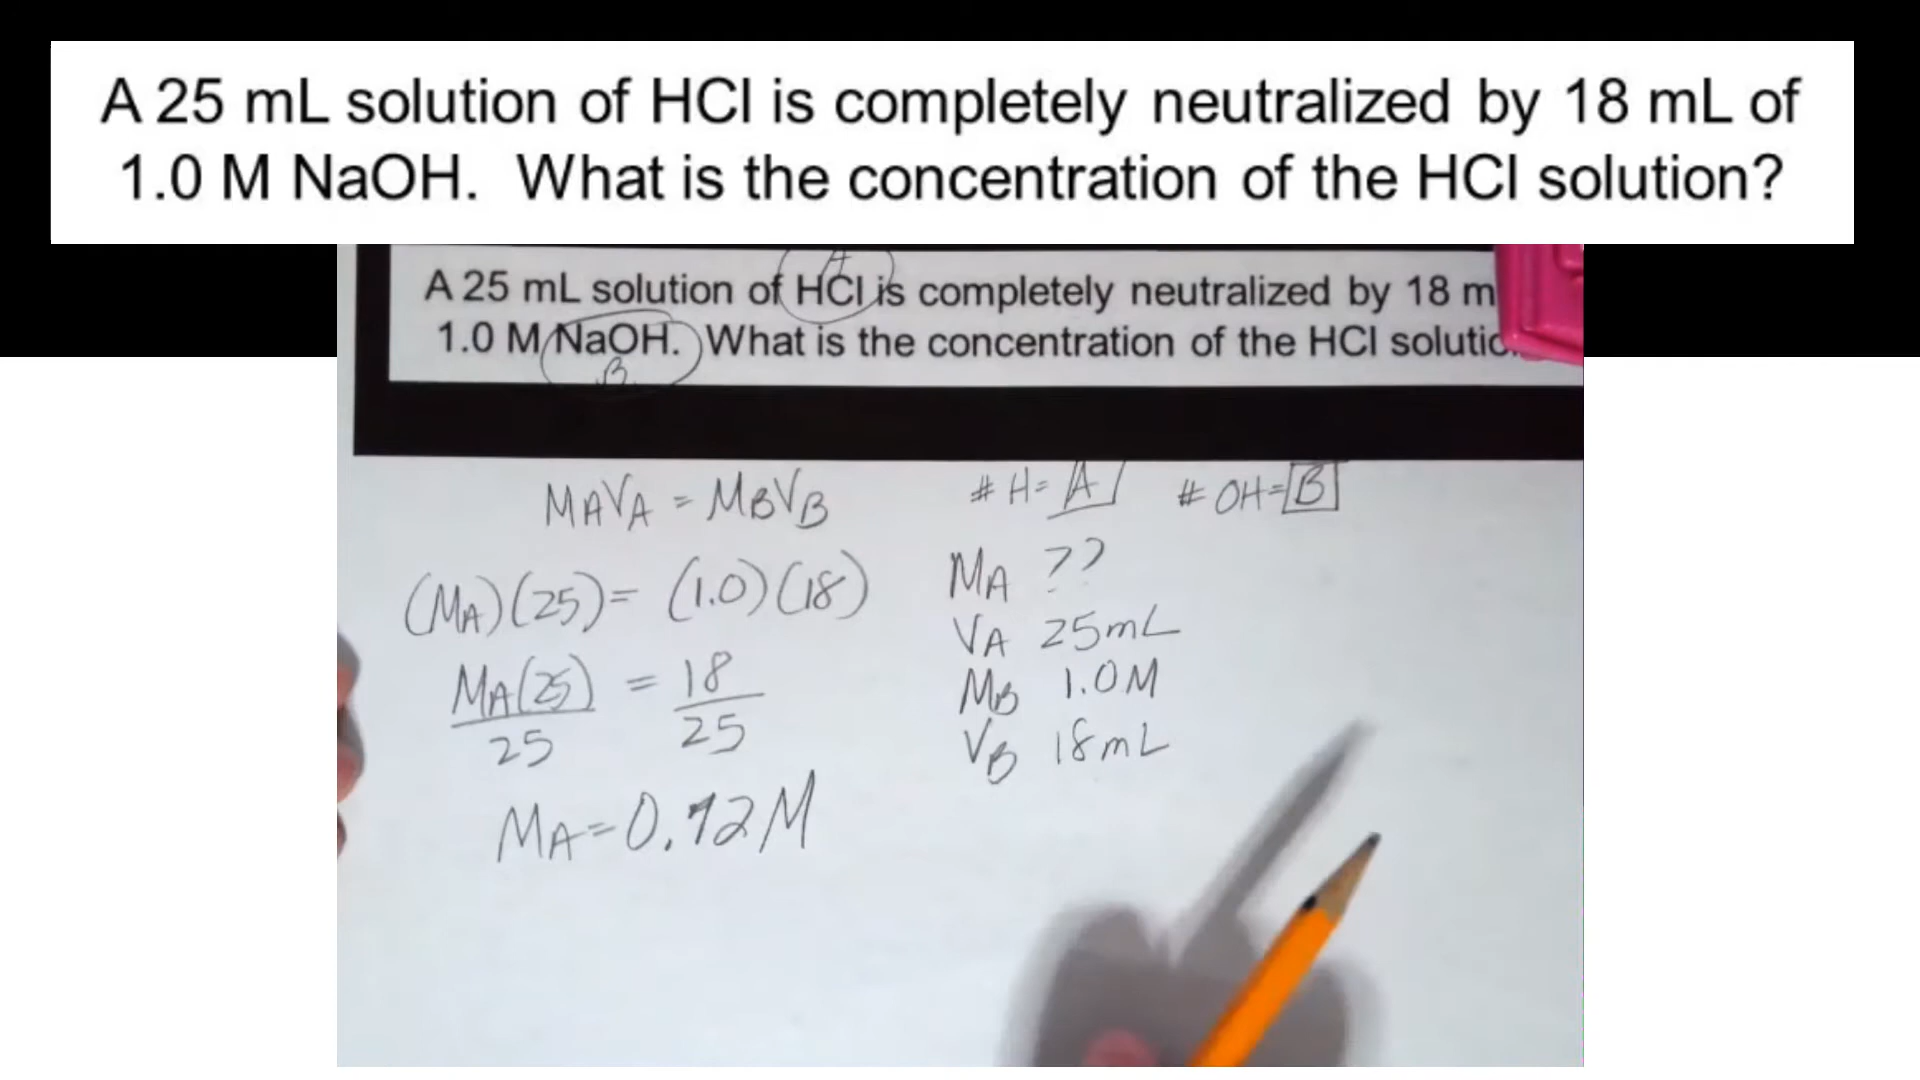 A 25 mL solution of HCl is completely neutralized by 18 mL of
1.0 M NaOH. What is the concentration of the HCl solution?
A
A 25 mL solution of HCl is completely neutralized by 18 m
1.0 M NaOH. What is the concentration of the HCl solutio
B
MAVA = MBVB
(MA)(25) = (1.0)(18)
MA(25) = 18
25 25
MA = 0.72M
# H = A # OH = B
MA ??
VA 25mL
MB 1.0M
VB 18mL